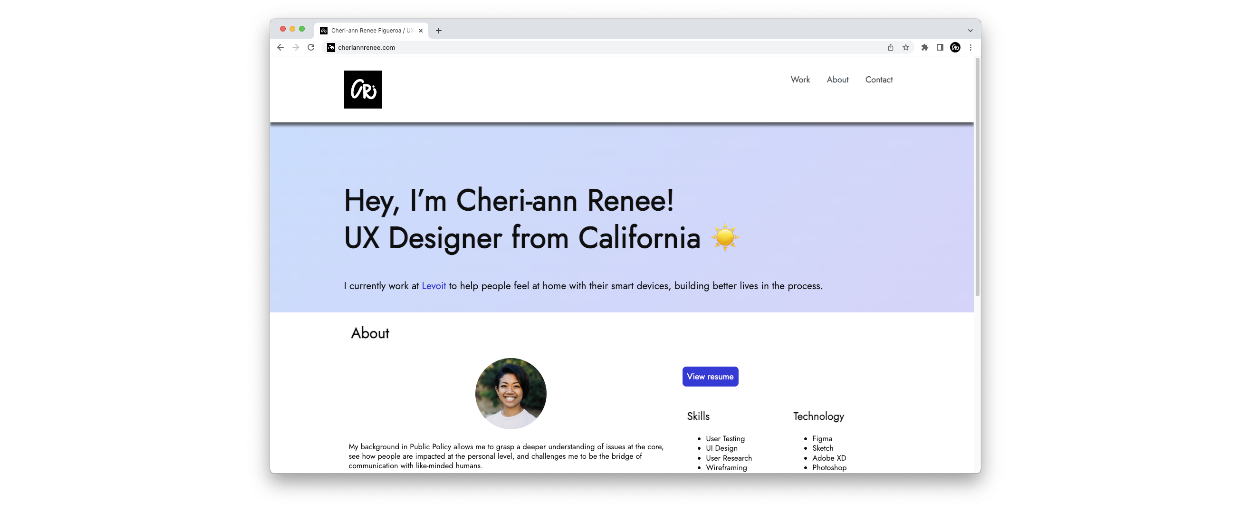 Cheri-ann Renee Figueroa / UX
cheriannrenee.com
CR
Work About Contact
Hey, I’m Cheri-ann Renee!
UX Designer from California
I currently work at Levoit to help people feel at home with their smart devices, building better lives in the process.
About
View resume
My background in Public Policy allows me to grasp a deeper understanding of issues at the core,
see how people are impacted at the personal level, and challenges me to be the bridge of
communication with like-minded humans.
Skills
User Testing
UI Design
User Research
Wireframing
Technology
Figma
Sketch
Adobe XD
Photoshop